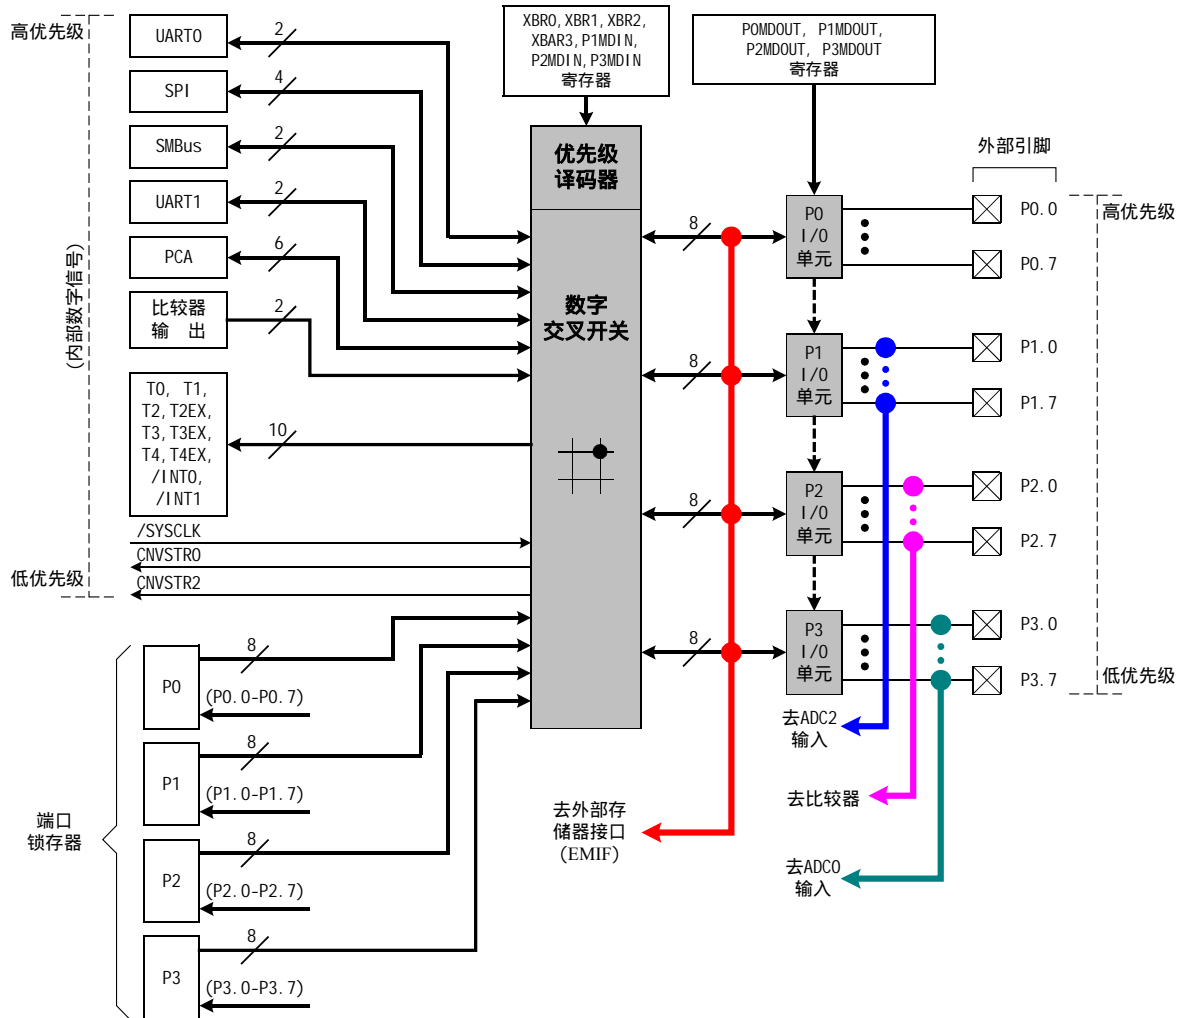 高优先级
UART0
2
SPI
4
SMBus
2
UART1
2
PCA
6
比较器
输 出
2
T0, T1,
T2,T2EX,
T3,T3EX,
T4,T4EX,
/INT0,
/INT1
10
/SYSCLK
CNVSTR0
CNVSTR2
低优先级
(内部数字信号)
XBR0,XBR1,XBR2,
XBAR3,P1MDIN,
P2MDIN,P3MDIN
寄存器
优先级
译码器
数字
交叉开关
P0MDOUT, P1MDOUT,
P2MDOUT, P3MDOUT
寄存器
外部引脚
高优先级
低优先级
8
P0
I/O
单元
P0.0
P0.7
8
P1
I/O
单元
P1.0
P1.7
8
P2
I/O
单元
P2.0
P2.7
8
P3
I/O
单元
P3.0
P3.7
去ADC2
输入
去比较器
去ADC0
输入
去外部存
储器接口
(EMIF)
端口
锁存器
P0
8
(P0.0-P0.7)
P1
8
(P1.0-P1.7)
P2
8
(P2.0-P2.7)
P3
8
(P3.0-P3.7)